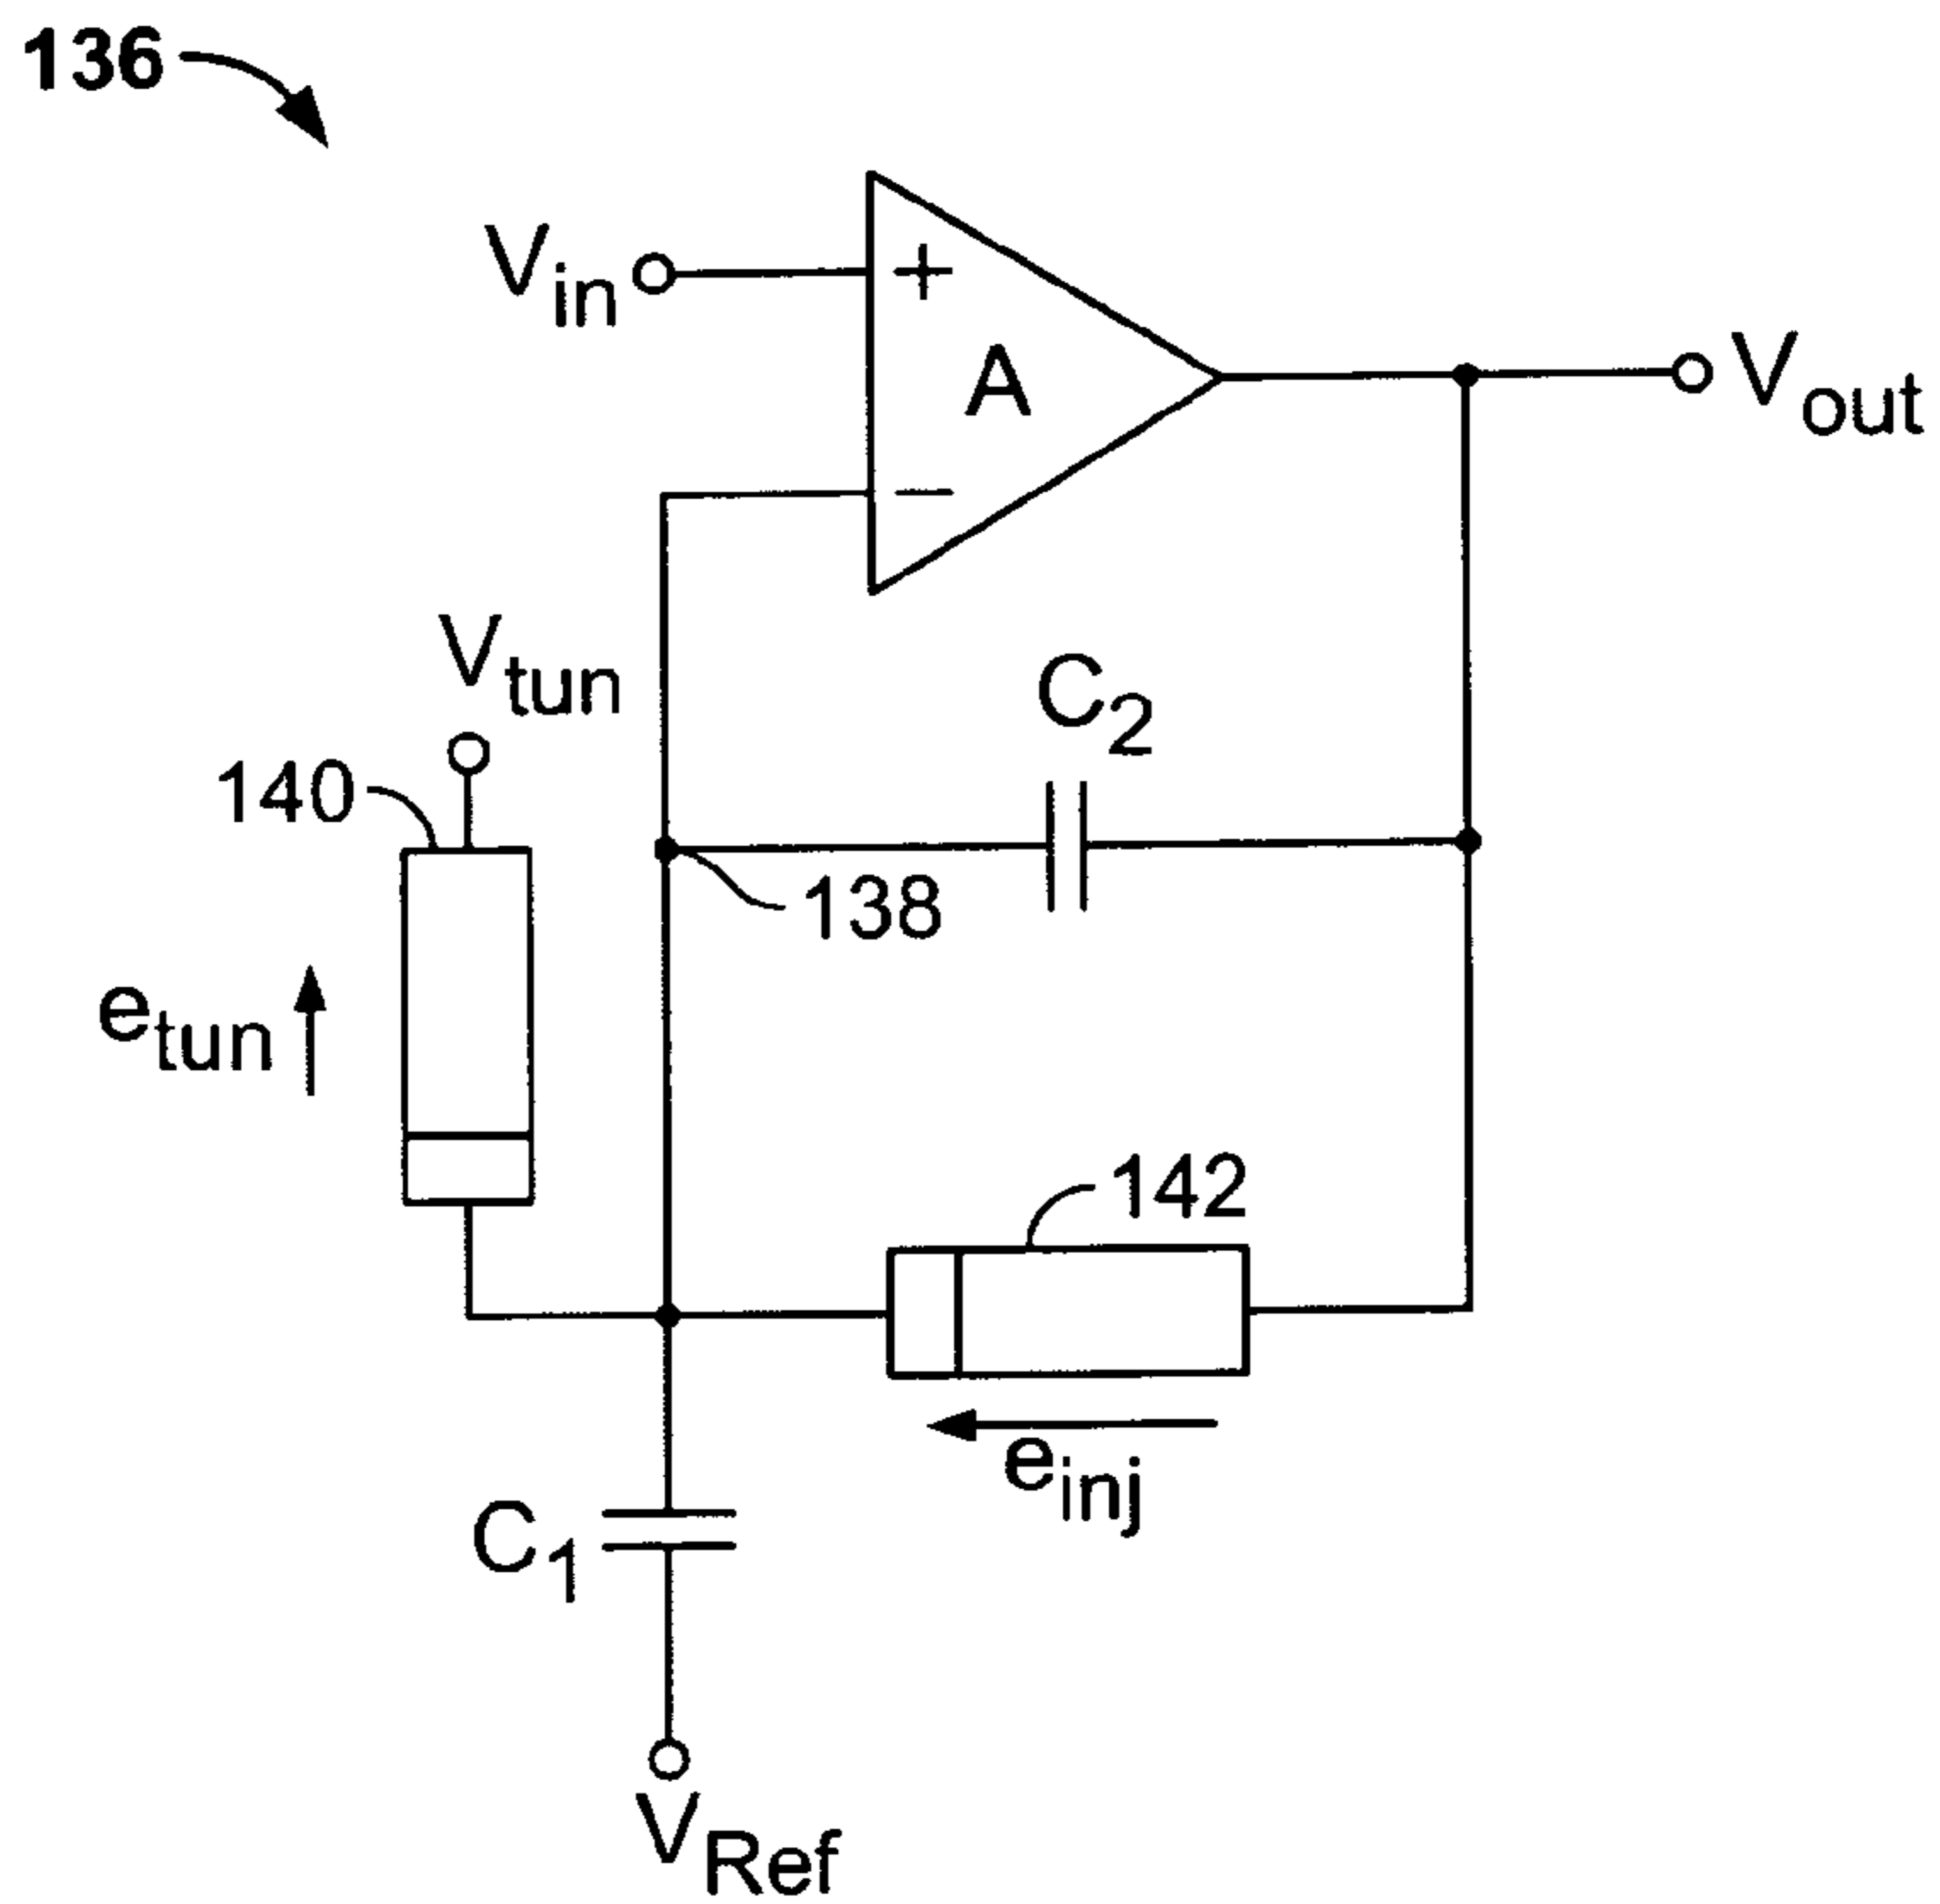 136
Vin
+
A
−
Vout
Vtun
C2
140
138
etun
142
einj
C1
VRef